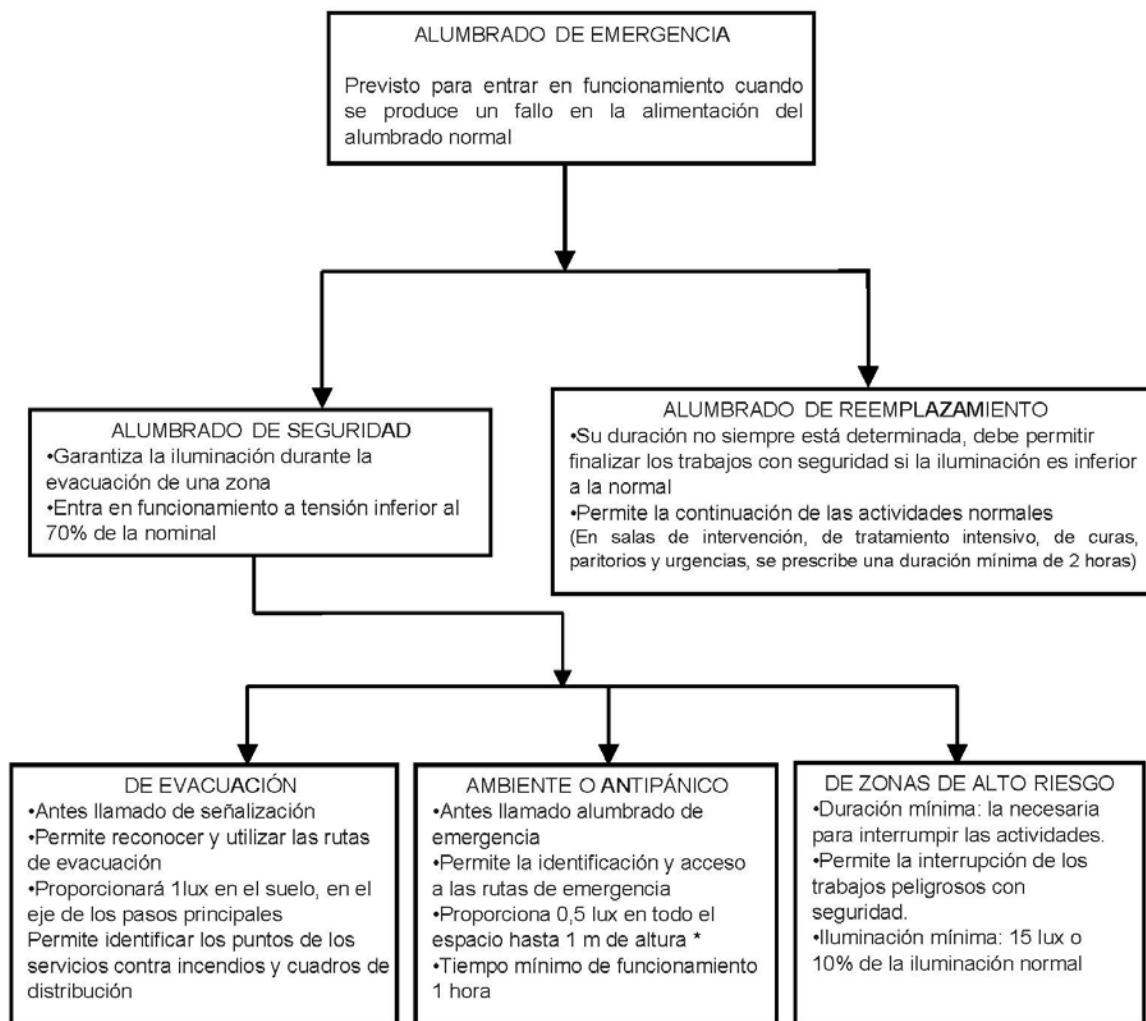 ALUMBRADO DE EMERGENCIA
Previsto para entrar en funcionamiento cuando
se produce un fallo en la alimentación del
alumbrado normal
ALUMBRADO DE SEGURIDAD
•Garantiza la iluminación durante la
evacuación de una zona
•Entra en funcionamiento a tensión inferior al
70% de la nominal
ALUMBRADO DE REEMPLAZAMIENTO
•Su duración no siempre está determinada, debe permitir
finalizar los trabajos con seguridad si la iluminación es inferior
a la normal
•Permite la continuación de las actividades normales
(En salas de intervención, de tratamiento intensivo, de curas,
paritorios y urgencias, se prescribe una duración mínima de 2 horas)
DE EVACUACIÓN
•Antes llamado de señalización
•Permite reconocer y utilizar las rutas
de evacuación
•Proporcionará 1lux en el suelo, en el
eje de los pasos principales
Permite identificar los puntos de los
servicios contra incendios y cuadros de
distribución
AMBIENTE O ANTIPÁNICO
•Antes llamado alumbrado de
emergencia
•Permite la identificación y acceso
a las rutas de emergencia
•Proporciona 0,5 lux en todo el
espacio hasta 1 m de altura *
•Tiempo mínimo de funcionamiento
1 hora
DE ZONAS DE ALTO RIESGO
•Duración mínima: la necesaria
para interrumpir las actividades.
•Permite la interrupción de los
trabajos peligrosos con
seguridad.
•Iluminación mínima: 15 lux o
10% de la iluminación normal